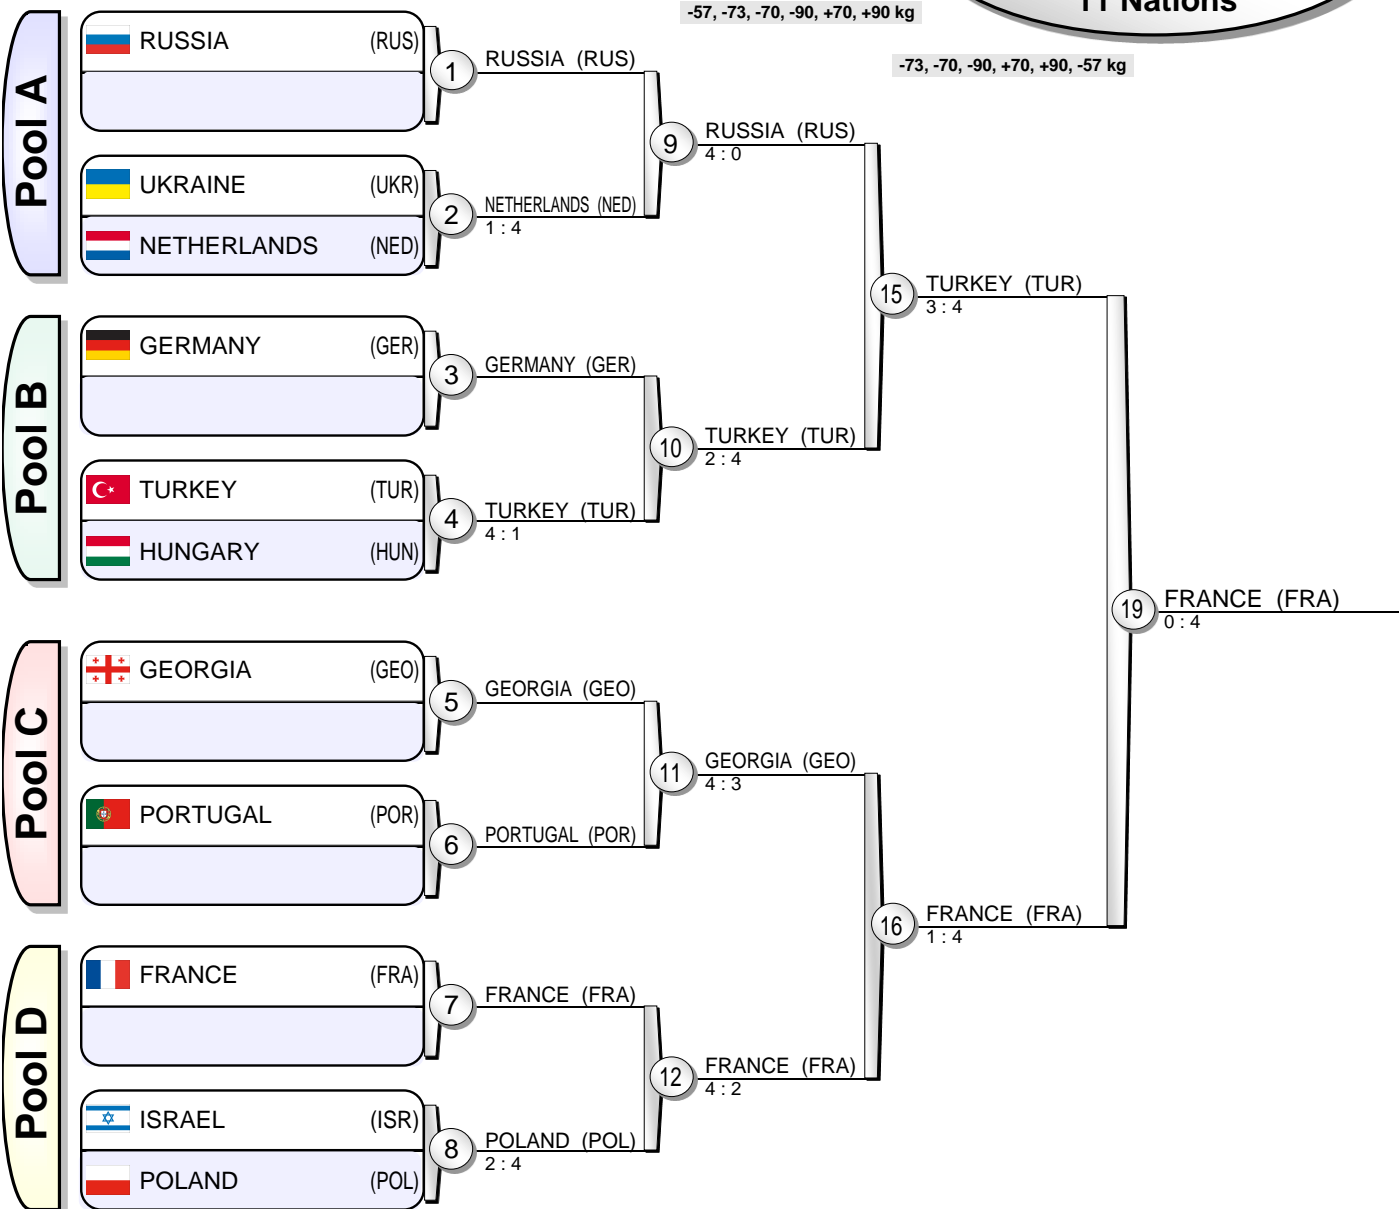 11 Nations
-57, -73, -70, -90, +70, +90 kg
-73, -70, -90, +70, +90, -57 kg
Pool A
RUSSIA (RUS)
1
RUSSIA (RUS)
UKRAINE (UKR)
NETHERLANDS (NED)
2
NETHERLANDS (NED)
1 : 4
9
RUSSIA (RUS)
4 : 0
Pool B
GERMANY (GER)
3
GERMANY (GER)
TURKEY (TUR)
HUNGARY (HUN)
4
TURKEY (TUR)
4 : 1
10
TURKEY (TUR)
2 : 4
15
TURKEY (TUR)
3 : 4
Pool C
GEORGIA (GEO)
5
GEORGIA (GEO)
PORTUGAL (POR)
6
PORTUGAL (POR)
11
GEORGIA (GEO)
4 : 3
Pool D
FRANCE (FRA)
7
FRANCE (FRA)
ISRAEL (ISR)
POLAND (POL)
8
POLAND (POL)
2 : 4
12
FRANCE (FRA)
4 : 2
16
FRANCE (FRA)
1 : 4
19
FRANCE (FRA)
0 : 4